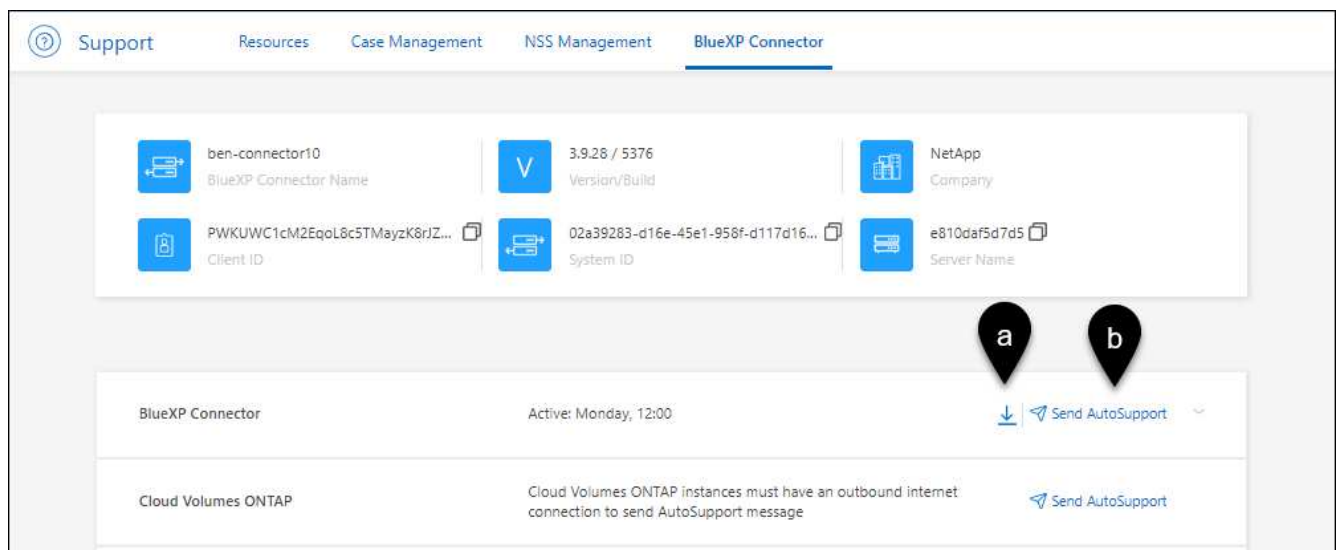 Support
Resources
Case Management
NSS Management
BlueXP Connector
ben-connector10
BlueXP Connector Name
V
3.9.28 / 5376
Version/Build
NetApp
Company
PWKUWC1cM2EqoL8c5TMayzK8rJZ...
Client ID
02a39283-d16e-45e1-958f-d117d16...
System ID
e810daf5d7d5
Server Name
a
b
BlueXP Connector
Active: Monday, 12:00
Send AutoSupport
Cloud Volumes ONTAP
Cloud Volumes ONTAP instances must have an outbound internet
connection to send AutoSupport message
Send AutoSupport